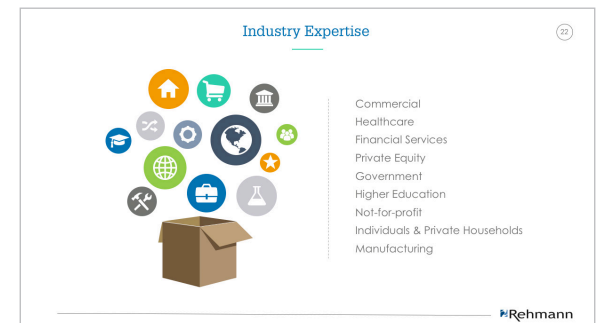 Industry Expertise
22
Commercial
Healthcare
Financial Services
Private Equity
Government
Higher Education
Not-for-profit
Individuals & Private Households
Manufacturing
Rehmann